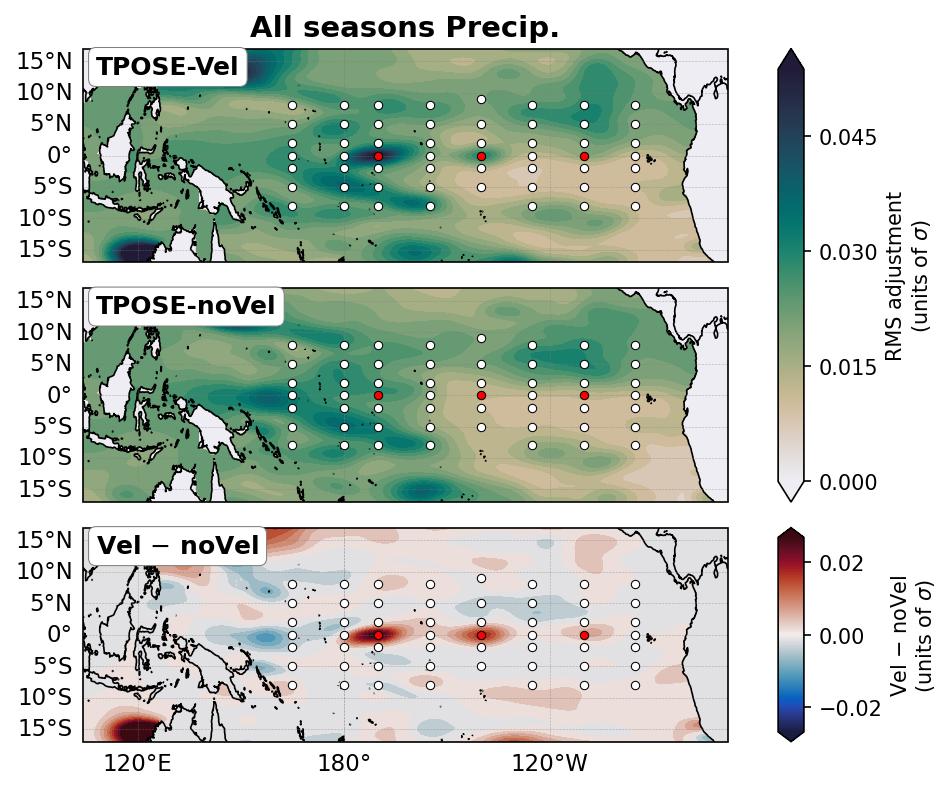 All seasons Precip.
TPOSE-Vel
15°N
10°N
5°N
0°
5°S
10°S
15°S
TPOSE-noVel
15°N
10°N
5°N
0°
5°S
10°S
15°S
Vel − noVel
15°N
10°N
5°N
0°
5°S
10°S
15°S
120°E
180°
120°W
0.045
0.030
0.015
0.000
RMS adjustment
(units of σ)
0.02
0.00
−0.02
Vel − noVel
(units of σ)